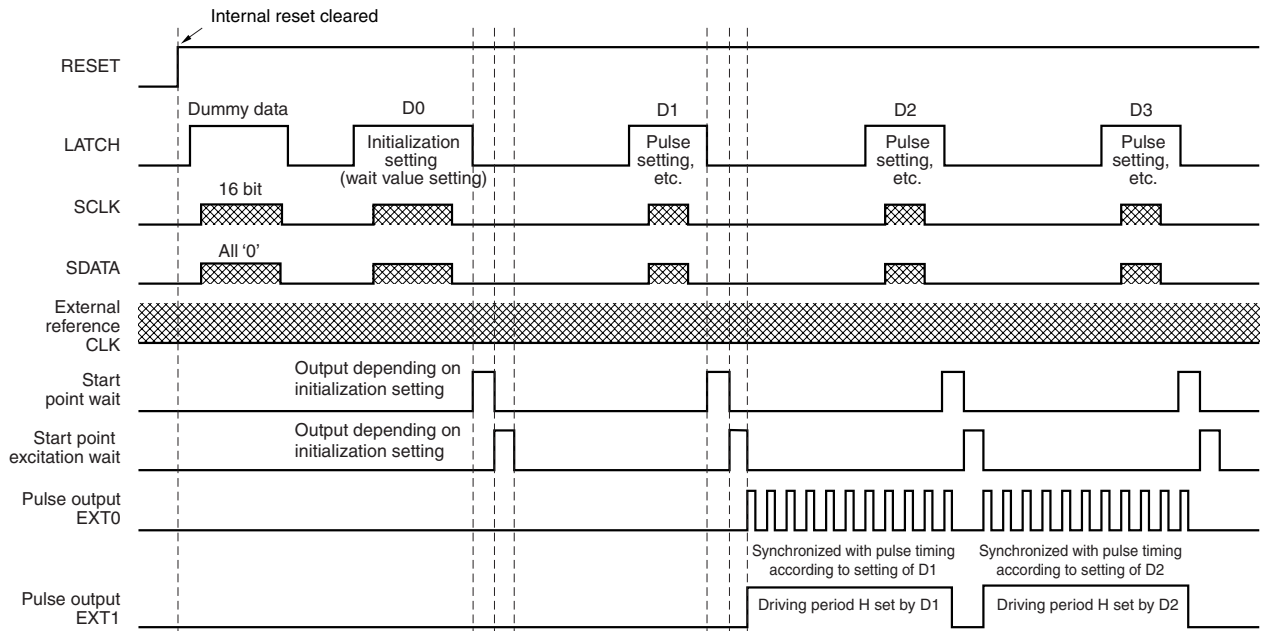 Internal reset cleared
RESET
Dummy data
D0
D1
D2
D3
LATCH
Initialization
setting
(wait value setting)
Pulse
setting,
etc.
Pulse
setting,
etc.
Pulse
setting,
etc.
SCLK
16 bit
SDATA
All ‘0’
External
reference
CLK
Start
point wait
Output depending on
initialization setting
Start point
excitation wait
Output depending on
initialization setting
Pulse output
EXT0
Synchronized with pulse timing
according to setting of D1
Synchronized with pulse timing
according to setting of D2
Pulse output
EXT1
Driving period H set by D1
Driving period H set by D2